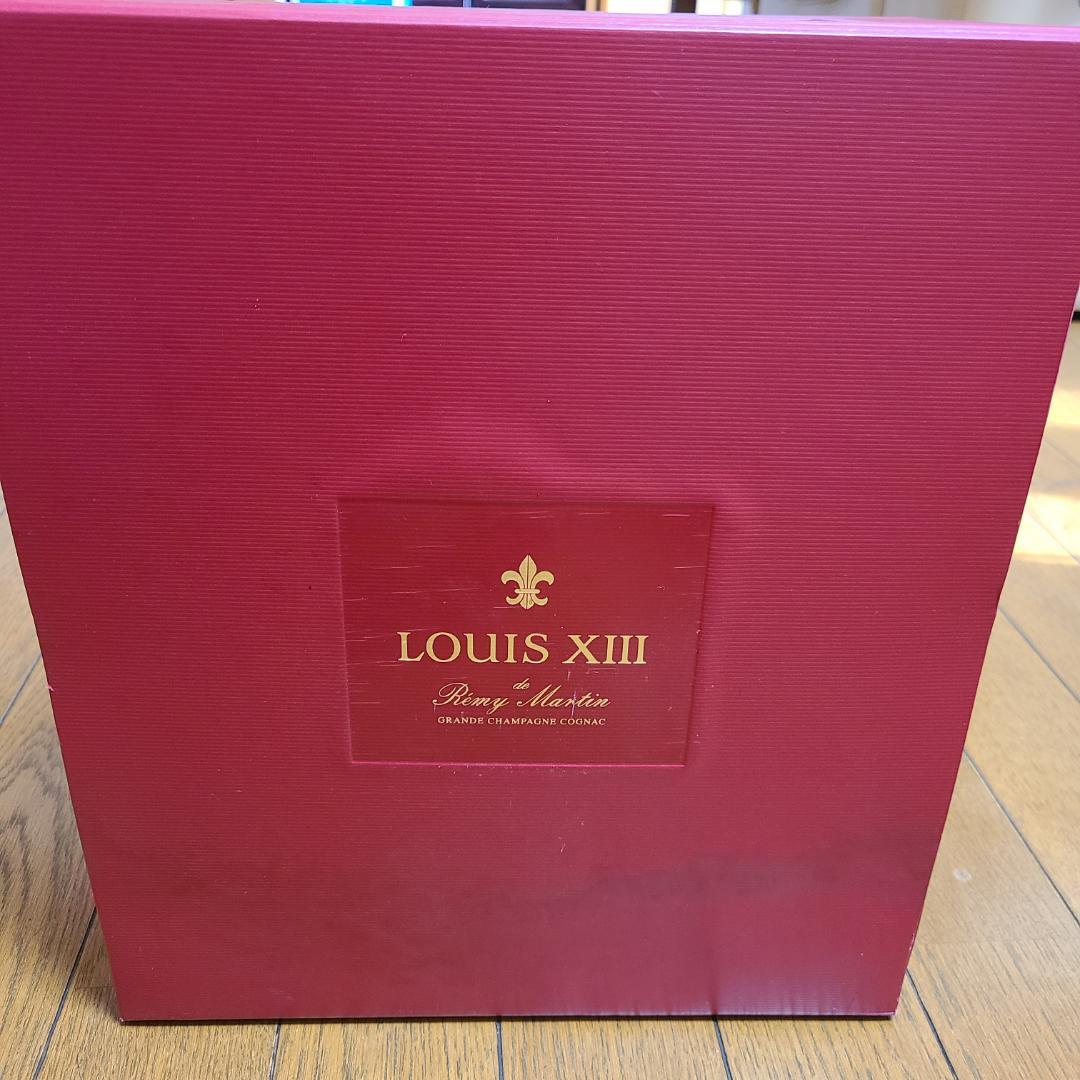 LOUIS XIII
de
Rémy Martin
GRANDE CHAMPAGNE COGNAC